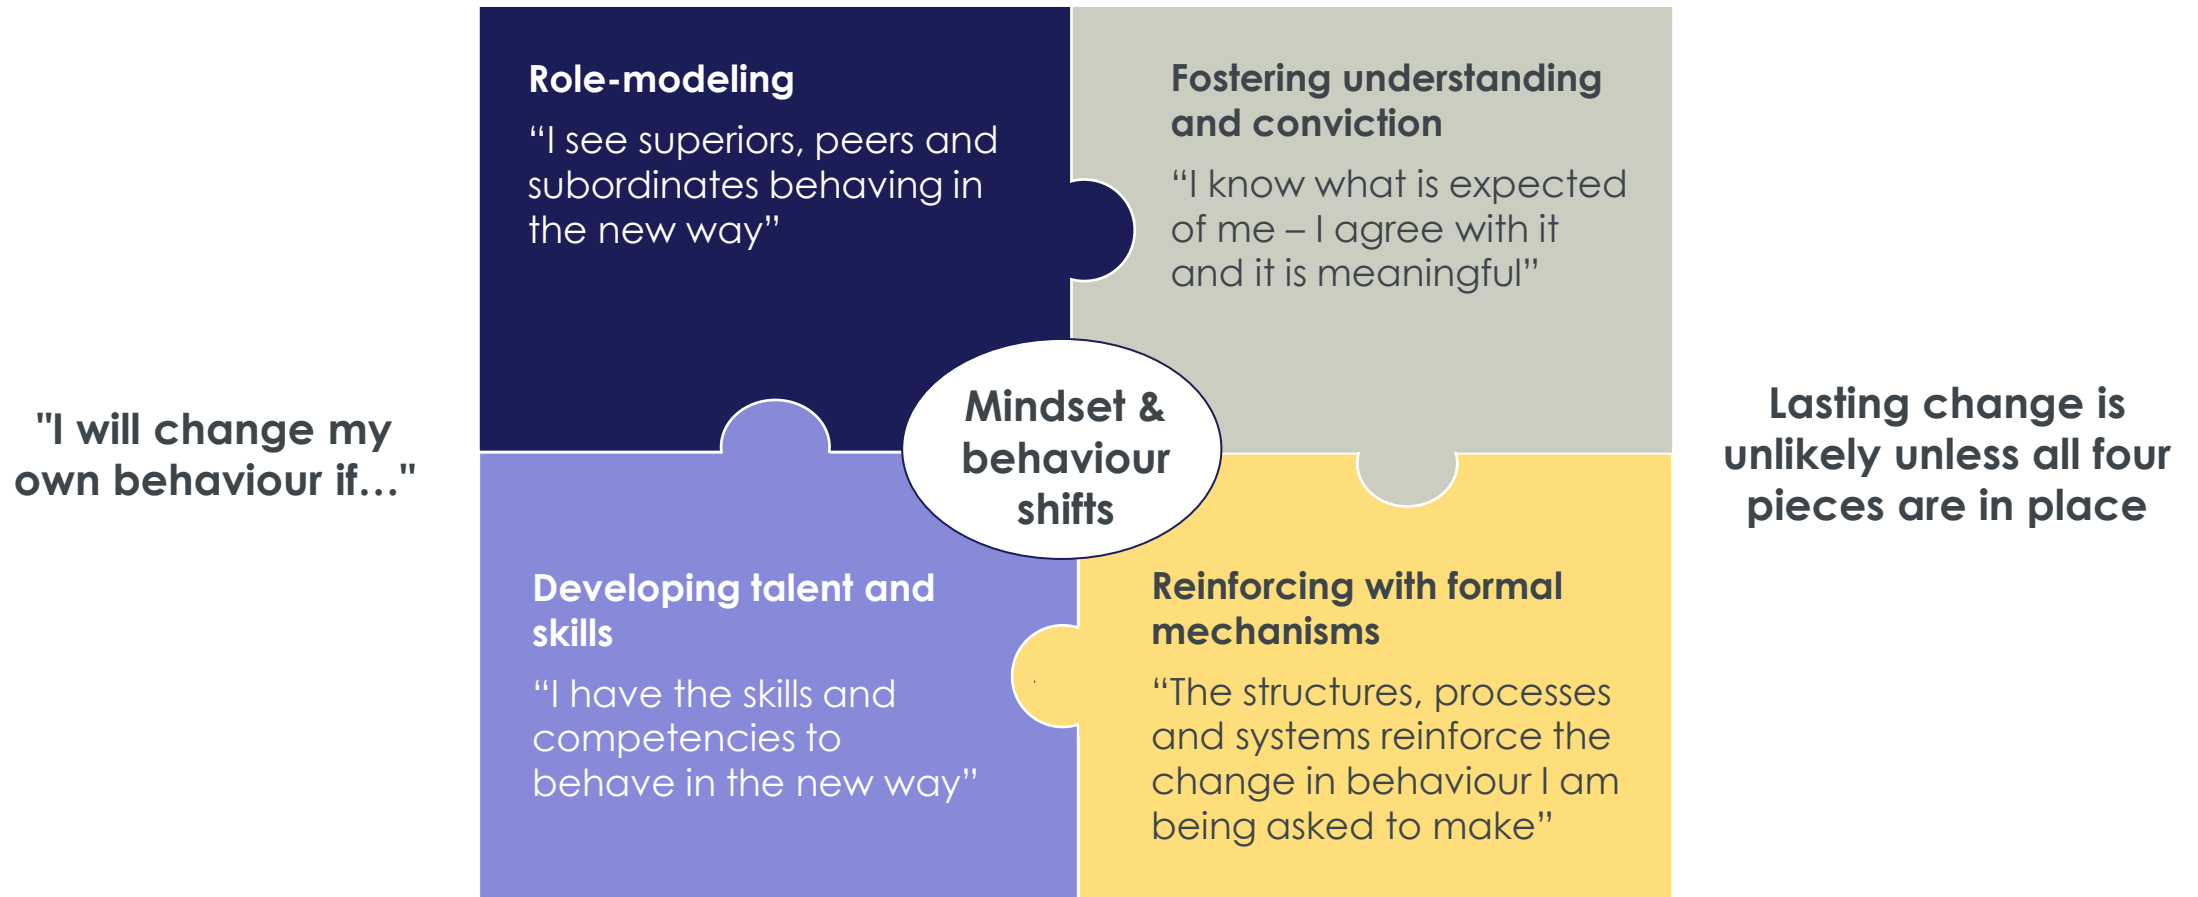 Role-modeling
“I see superiors, peers and
subordinates behaving in
the new way”
Fostering understanding
and conviction
“I know what is expected
of me – I agree with it
and it is meaningful”
"I will change my
own behaviour if..."
Mindset &
behaviour
shifts
Lasting change is
unlikely unless all four
pieces are in place
Developing talent and
skills
“I have the skills and
competencies to
behave in the new way”
Reinforcing with formal
mechanisms
“The structures, processes
and systems reinforce the
change in behaviour I am
being asked to make”